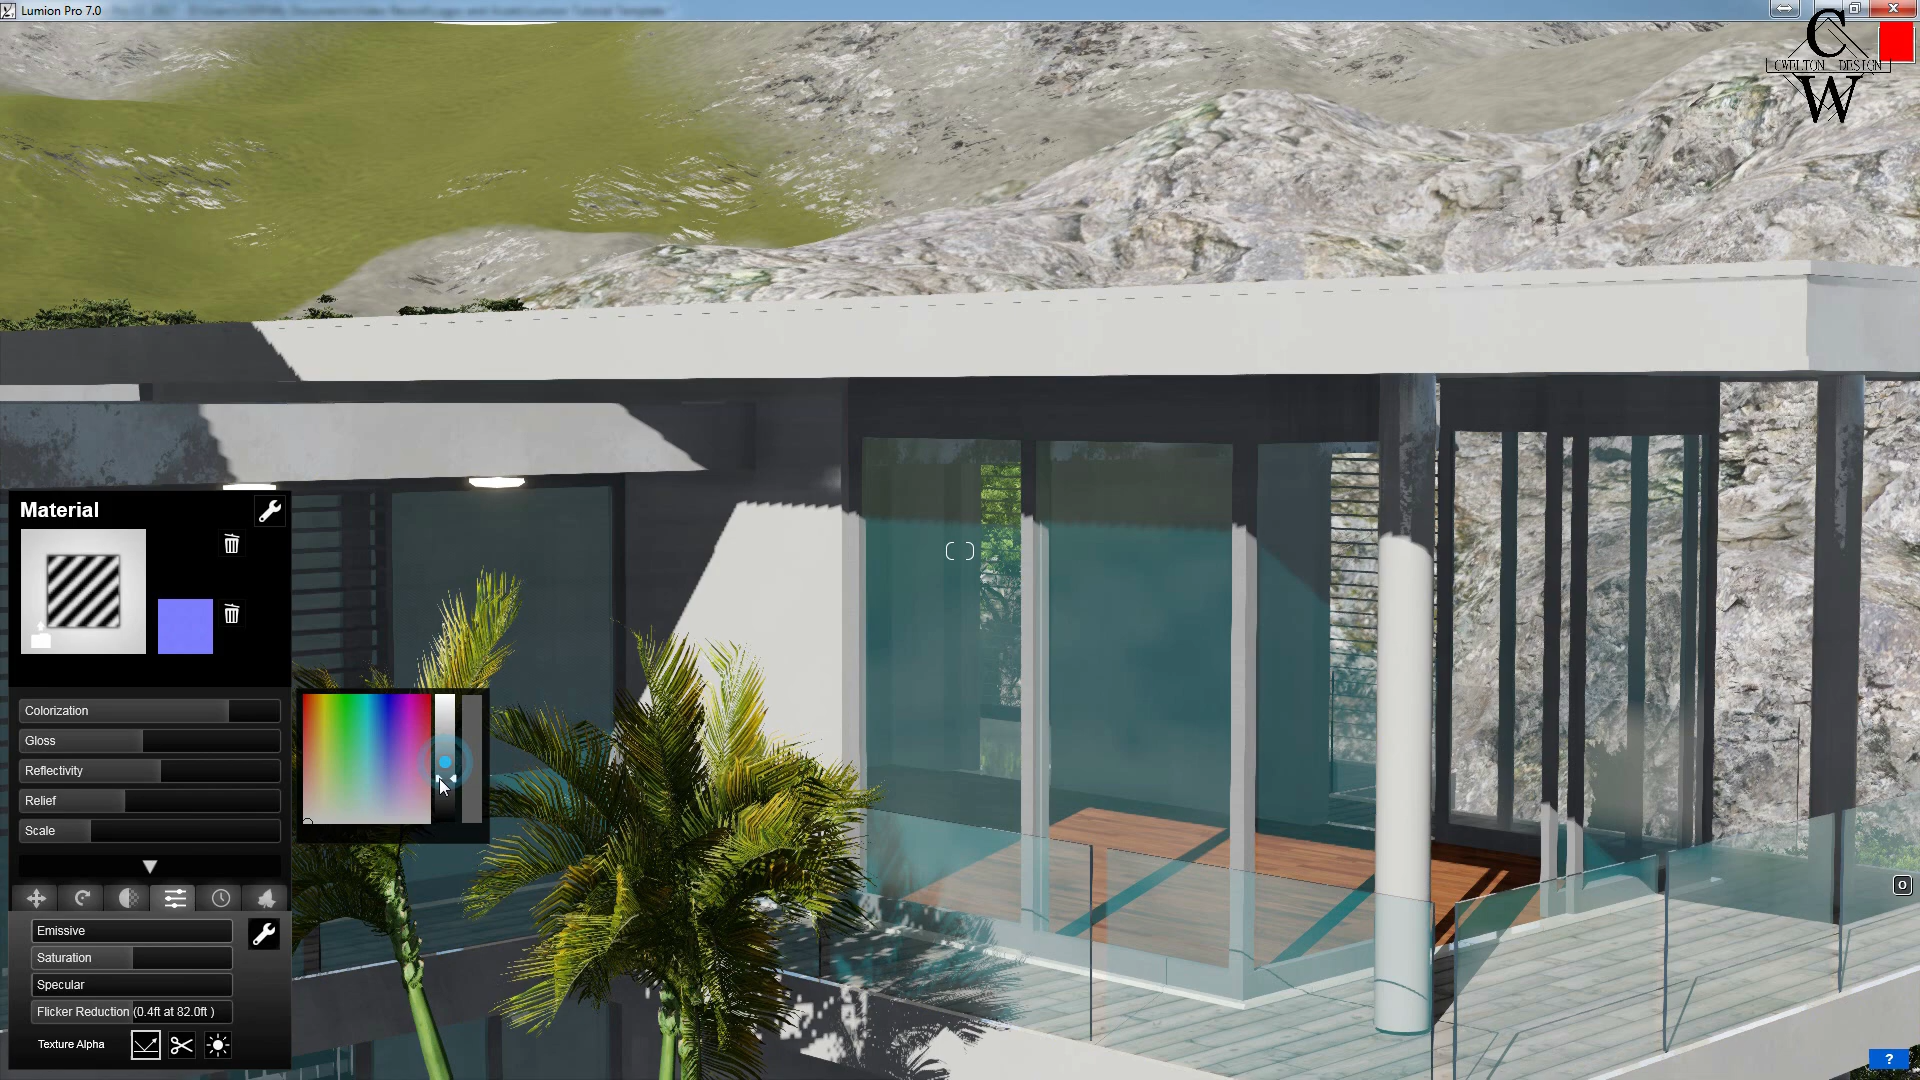 Lumion Pro 7.0
C
CWELTON DESIGN
W
Material
Colorization
Gloss
Reflectivity
Relief
Scale
Emissive
Saturation
Specular
Flicker Reduction (0.4ft at 82.0ft )
Texture Alpha
O
?